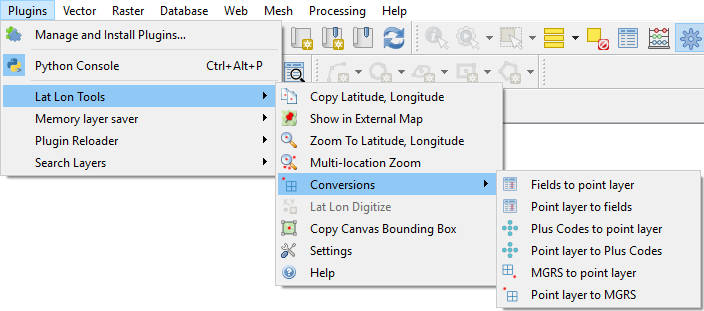 Plugins Vector Raster Database Web Mesh Processing Help
Manage and Install Plugins...
Python Console Ctrl+Alt+P
Lat Lon Tools
Memory layer saver
Plugin Reloader
Search Layers
Copy Latitude, Longitude
Show in External Map
Zoom To Latitude, Longitude
Multi-location Zoom
Conversions
Lat Lon Digitize
Copy Canvas Bounding Box
Settings
Help
Fields to point layer
Point layer to fields
Plus Codes to point layer
Point layer to Plus Codes
MGRS to point layer
Point layer to MGRS